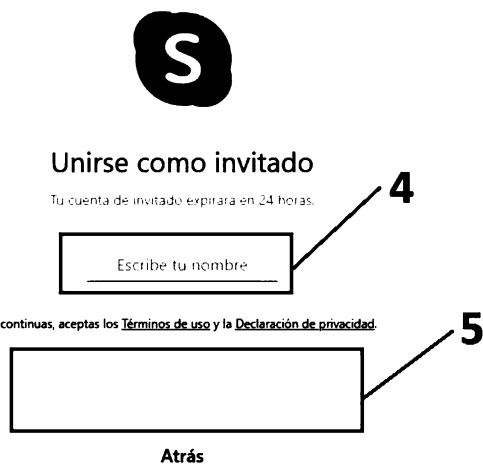 S
Unirse como invitado
Tu cuenta de invitado expirara en 24 horas.
4
Escribe tu nombre
continuas, aceptas los Términos de uso y la Declaración de privacidad.
5
Atrás